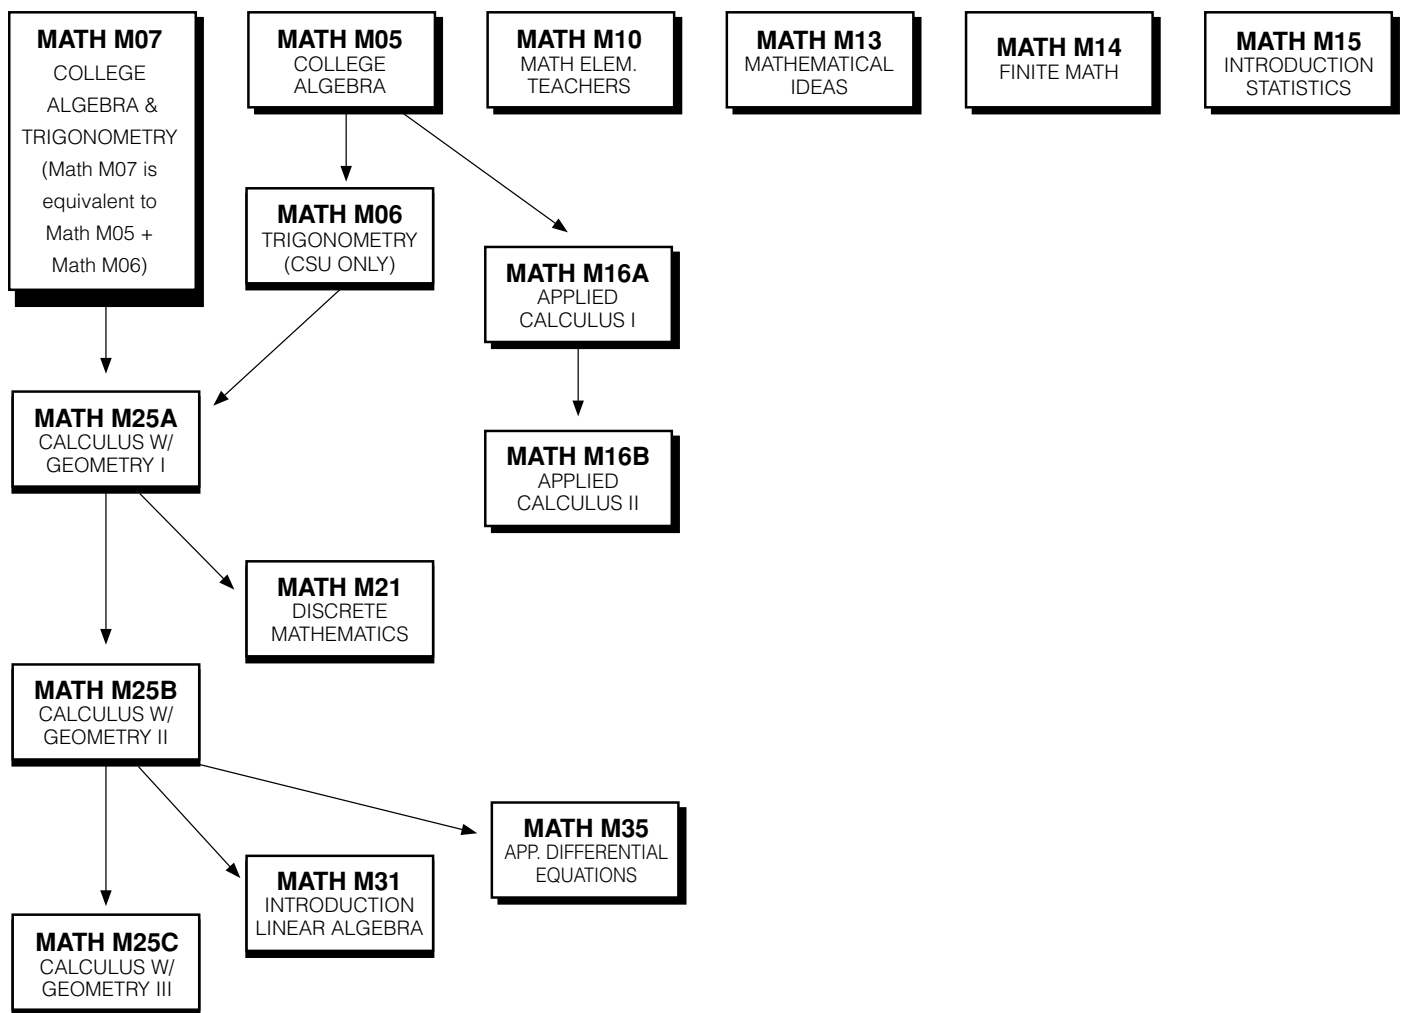 MATH M07
COLLEGE
ALGEBRA &
TRIGONOMETRY
(Math M07 is
equivalent to
Math M05 +
Math M06)
MATH M05
COLLEGE
ALGEBRA
MATH M10
MATH ELEM.
TEACHERS
MATH M13
MATHEMATICAL
IDEAS
MATH M14
FINITE MATH
MATH M15
INTRODUCTION
STATISTICS
MATH M06
TRIGONOMETRY
(CSU ONLY)
MATH M16A
APPLIED
CALCULUS I
MATH M25A
CALCULUS W/
GEOMETRY I
MATH M16B
APPLIED
CALCULUS II
MATH M21
DISCRETE
MATHEMATICS
MATH M25B
CALCULUS W/
GEOMETRY II
MATH M35
APP. DIFFERENTIAL
EQUATIONS
MATH M31
INTRODUCTION
LINEAR ALGEBRA
MATH M25C
CALCULUS W/
GEOMETRY III